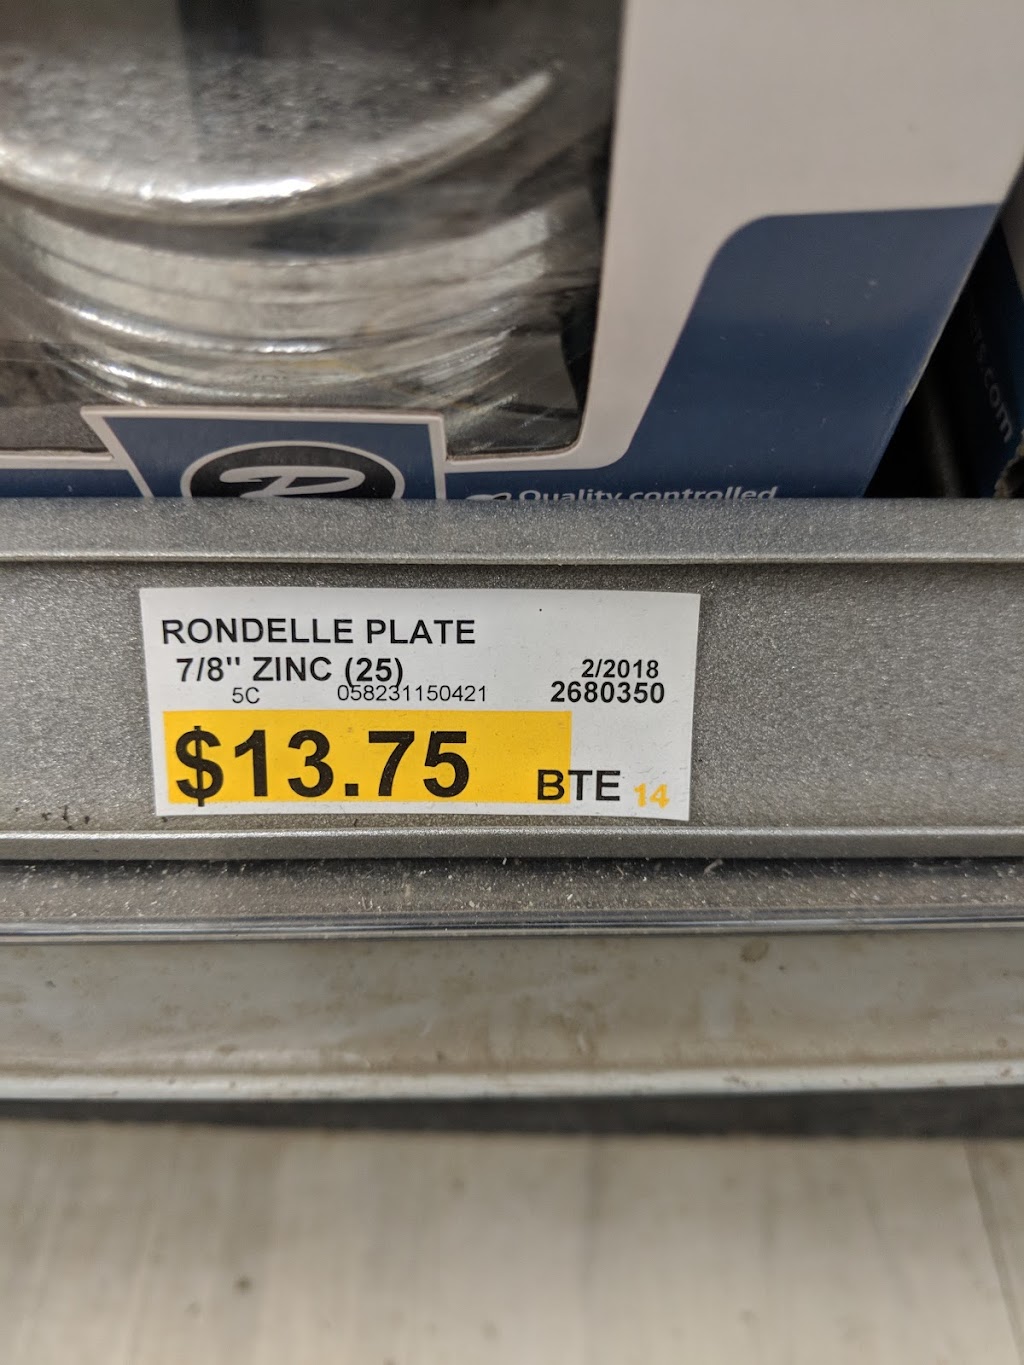 Quality controlled
RONDELLE PLATE
7/8" ZINC (25)
2/2018
5C 058231150421 2680350
$13.75 BTE 14